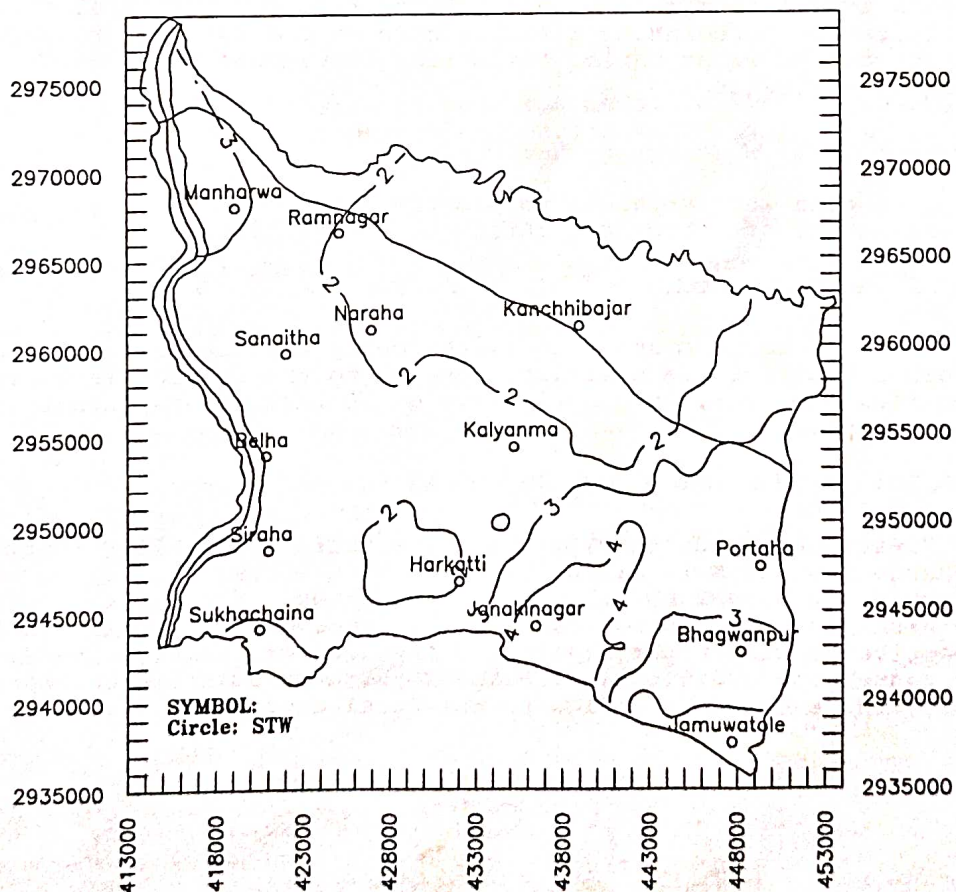 2975000 2975000
3
2970000 2 2970000
Manharwa
Ramnagar
2965000 2965000
2
Naraha Kanchhibajar
Sanaitha
2960000 2960000
2
2
Kalyanma 2
2955000 2955000
Belha
3
2950000 2 2950000
Siraha 4 Portaha
Harkatti
4
2945000 Sukhachaina Janakinagar 3 2945000
4 Bhagwanpur
2940000 2940000
SYMBOL:
Circle: STW Jamuwatole
2935000 2935000
413000 418000 423000 428000 433000 438000 443000 448000 453000